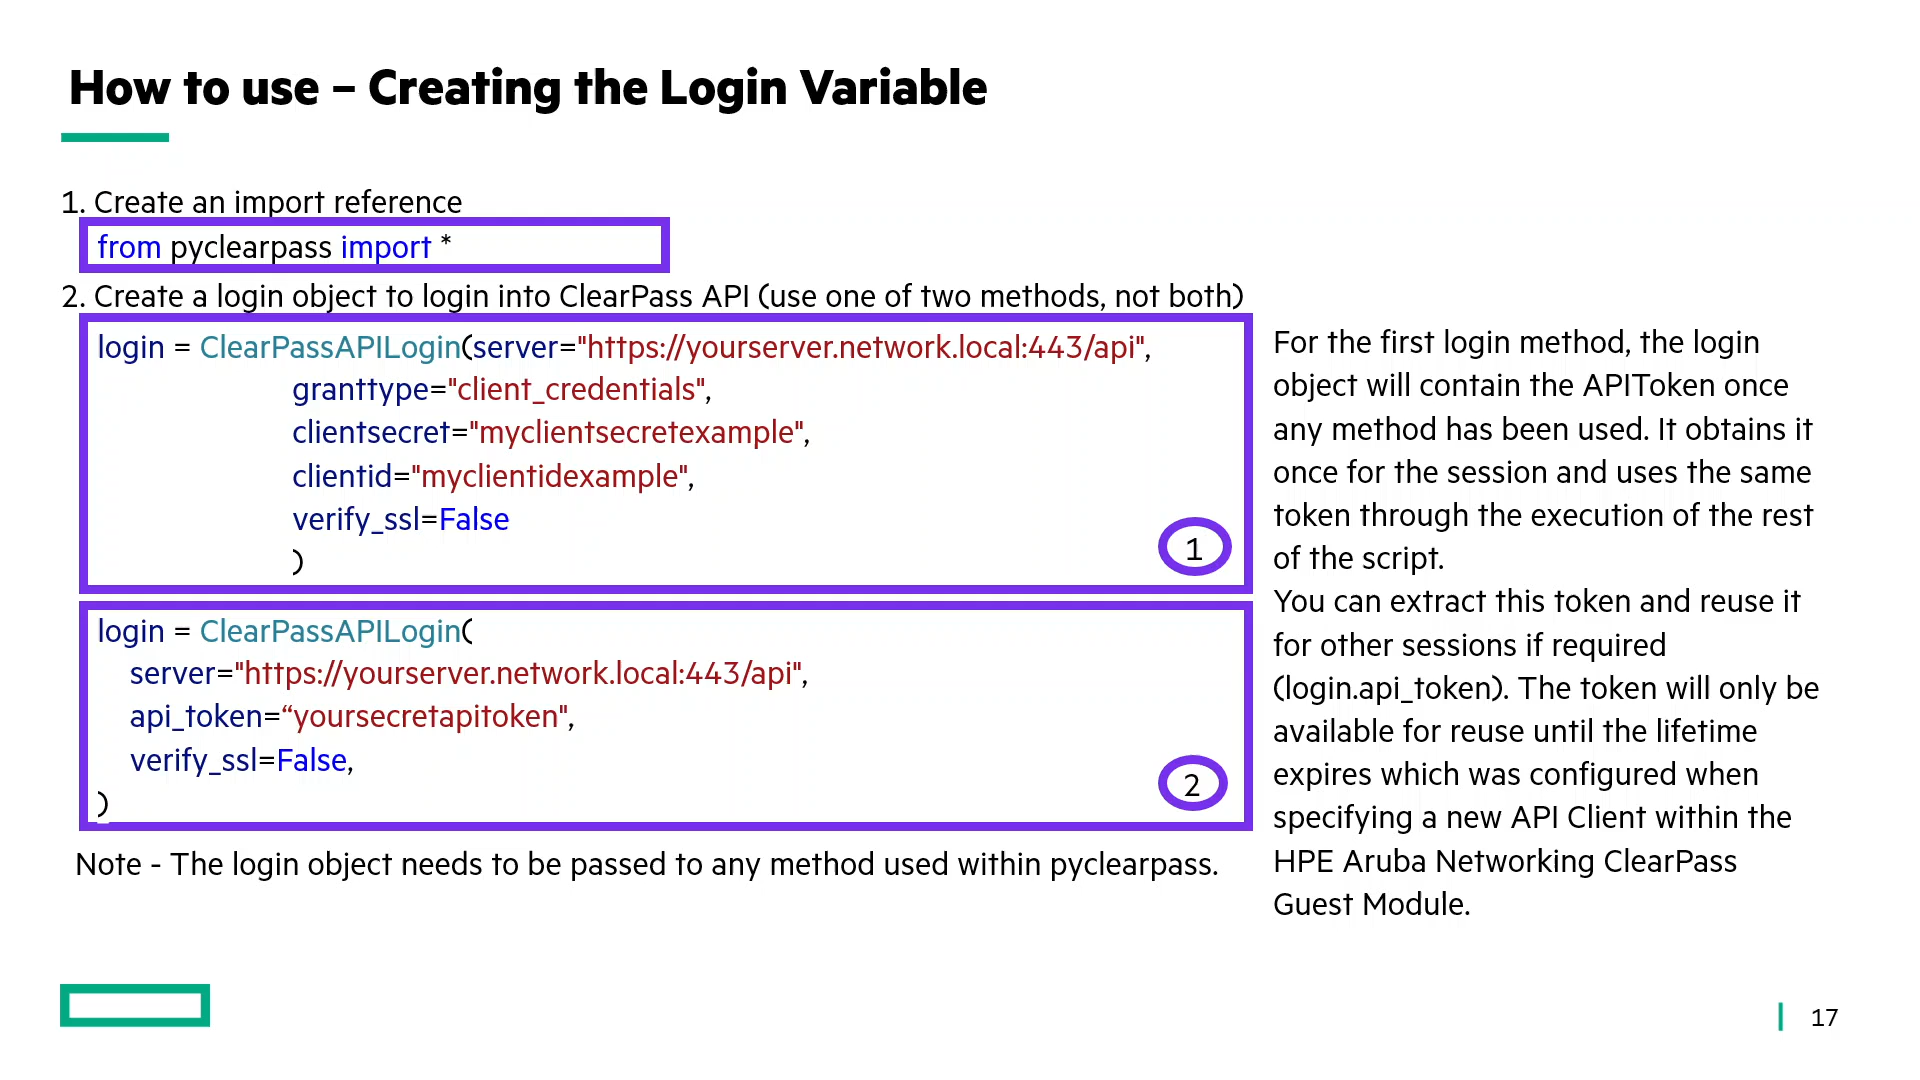 How to use – Creating the Login Variable
1. Create an import reference
from pyclearpass import *
2. Create a login object to login into ClearPass API (use one of two methods, not both)
login = ClearPassAPILogin(server="https://yourserver.network.local:443/api",
granttype="client_credentials",
clientsecret="myclientsecretexample",
clientid="myclientidexample",
verify_ssl=False
)
1
login = ClearPassAPILogin(
server="https://yourserver.network.local:443/api",
api_token=“yoursecretapitoken",
verify_ssl=False,
)
2
Note - The login object needs to be passed to any method used within pyclearpass.
For the first login method, the login
object will contain the APIToken once
any method has been used. It obtains it
once for the session and uses the same
token through the execution of the rest
of the script.
You can extract this token and reuse it
for other sessions if required
(login.api_token). The token will only be
available for reuse until the lifetime
expires which was configured when
specifying a new API Client within the
HPE Aruba Networking ClearPass
Guest Module.
17